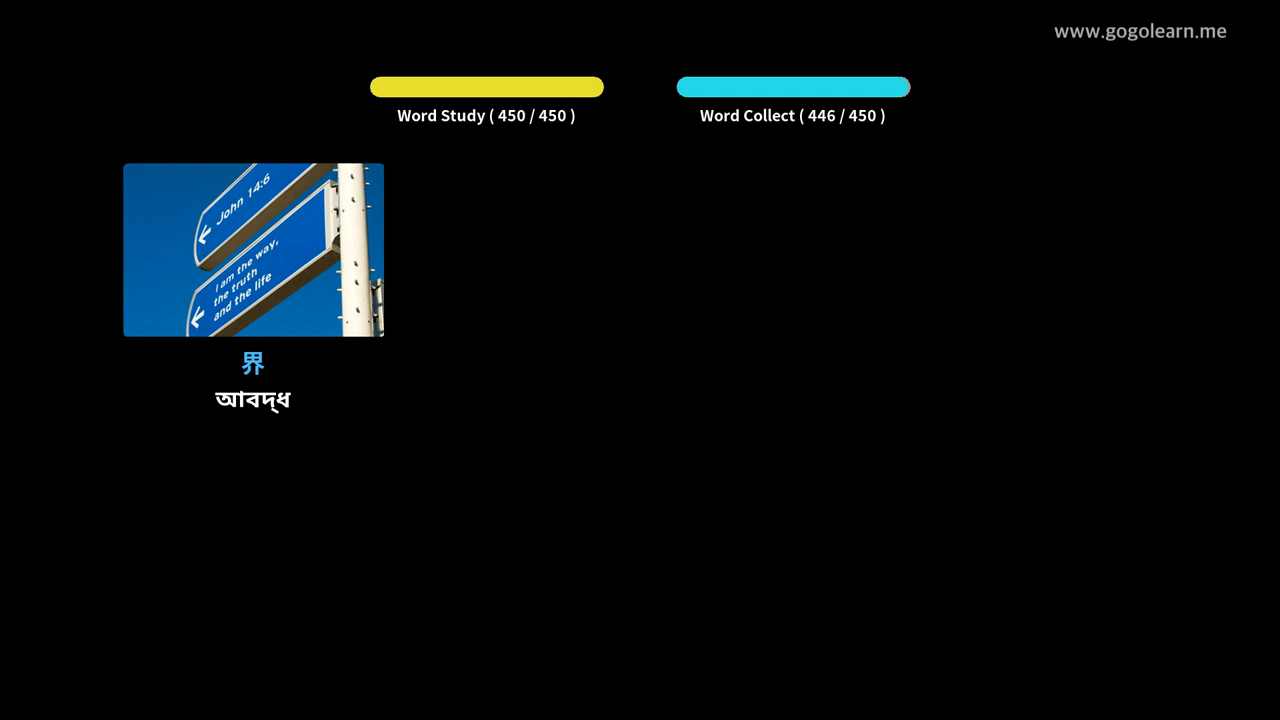 www.gogolearn.me
Word Study ( 450 / 450 )
Word Collect ( 446 / 450 )
John 14:6
I am the way,
the truth
and the life
界
আবদ্ধ